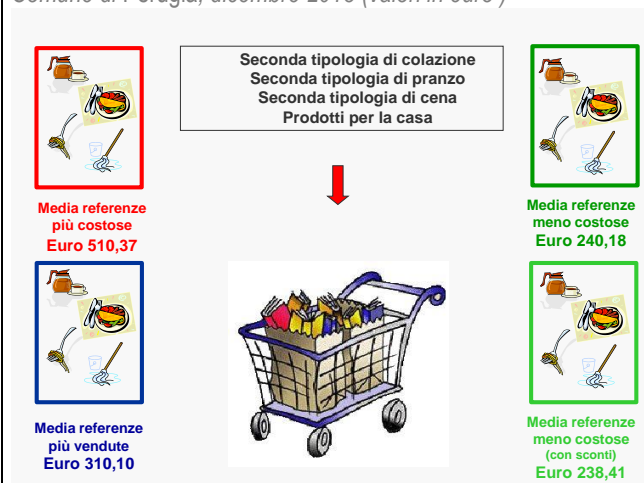 Seconda tipologia di colazione
Seconda tipologia di pranzo
Seconda tipologia di cena
Prodotti per la casa
Media referenze
più costose
Euro 510,37
Media referenze
meno costose
Euro 240,18
Media referenze
più vendute
Euro 310,10
Media referenze
meno costose
(con sconti)
Euro 238,41